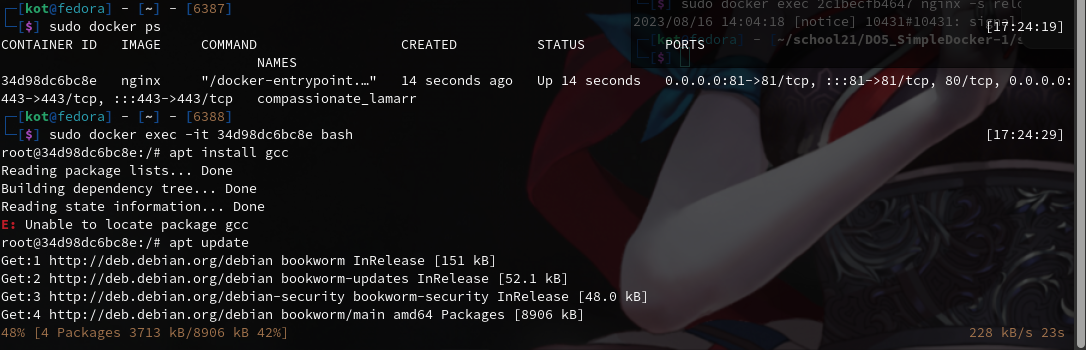 ┌─[kot@fedora] - [~] - [6387]
└─[$] sudo docker ps [17:24:19]
CONTAINER ID   IMAGE     COMMAND                  CREATED          STATUS          PORTS
                                NAMES
34d98dc6bc8e   nginx     "/docker-entrypoint.…"   14 seconds ago   Up 14 seconds   0.0.0.0:81->81/tcp, :::81->81/tcp, 80/tcp, 0.0.0.0:
443->443/tcp, :::443->443/tcp   compassionate_lamarr
┌─[kot@fedora] - [~] - [6388]
└─[$] sudo docker exec -it 34d98dc6bc8e bash [17:24:29]
root@34d98dc6bc8e:/# apt install gcc
Reading package lists... Done
Building dependency tree... Done
Reading state information... Done
E: Unable to locate package gcc
root@34d98dc6bc8e:/# apt update
Get:1 http://deb.debian.org/debian bookworm InRelease [151 kB]
Get:2 http://deb.debian.org/debian bookworm-updates InRelease [52.1 kB]
Get:3 http://deb.debian.org/debian-security bookworm-security InRelease [48.0 kB]
Get:4 http://deb.debian.org/debian bookworm/main amd64 Packages [8906 kB]
48% [4 Packages 3713 kB/8906 kB 42%] 228 kB/s 23s
└─[$] sudo docker exec 2c1becfb4647 nginx -s
2023/08/16 14:04:18 [notice] 10431#10431:
┌─[kot@fedora] - [~/school21/DO5_SimpleDocker-1/
└─[$]